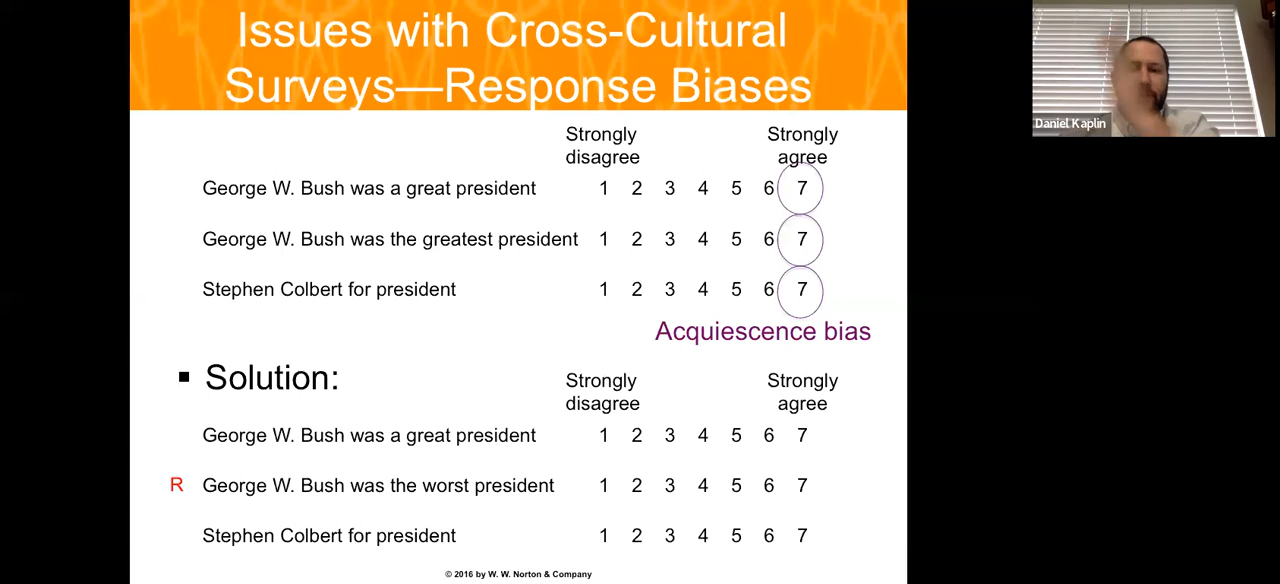 Issues with Cross-Cultural
Surveys—Response Biases
Daniel Kaplin
Strongly disagree
Strongly agree
George W. Bush was a great president 1 2 3 4 5 6 7
George W. Bush was the greatest president 1 2 3 4 5 6 7
Stephen Colbert for president 1 2 3 4 5 6 7
Acquiescence bias
▪ Solution:
Strongly disagree
Strongly agree
George W. Bush was a great president 1 2 3 4 5 6 7
R George W. Bush was the worst president 1 2 3 4 5 6 7
Stephen Colbert for president 1 2 3 4 5 6 7
© 2016 by W. W. Norton & Company